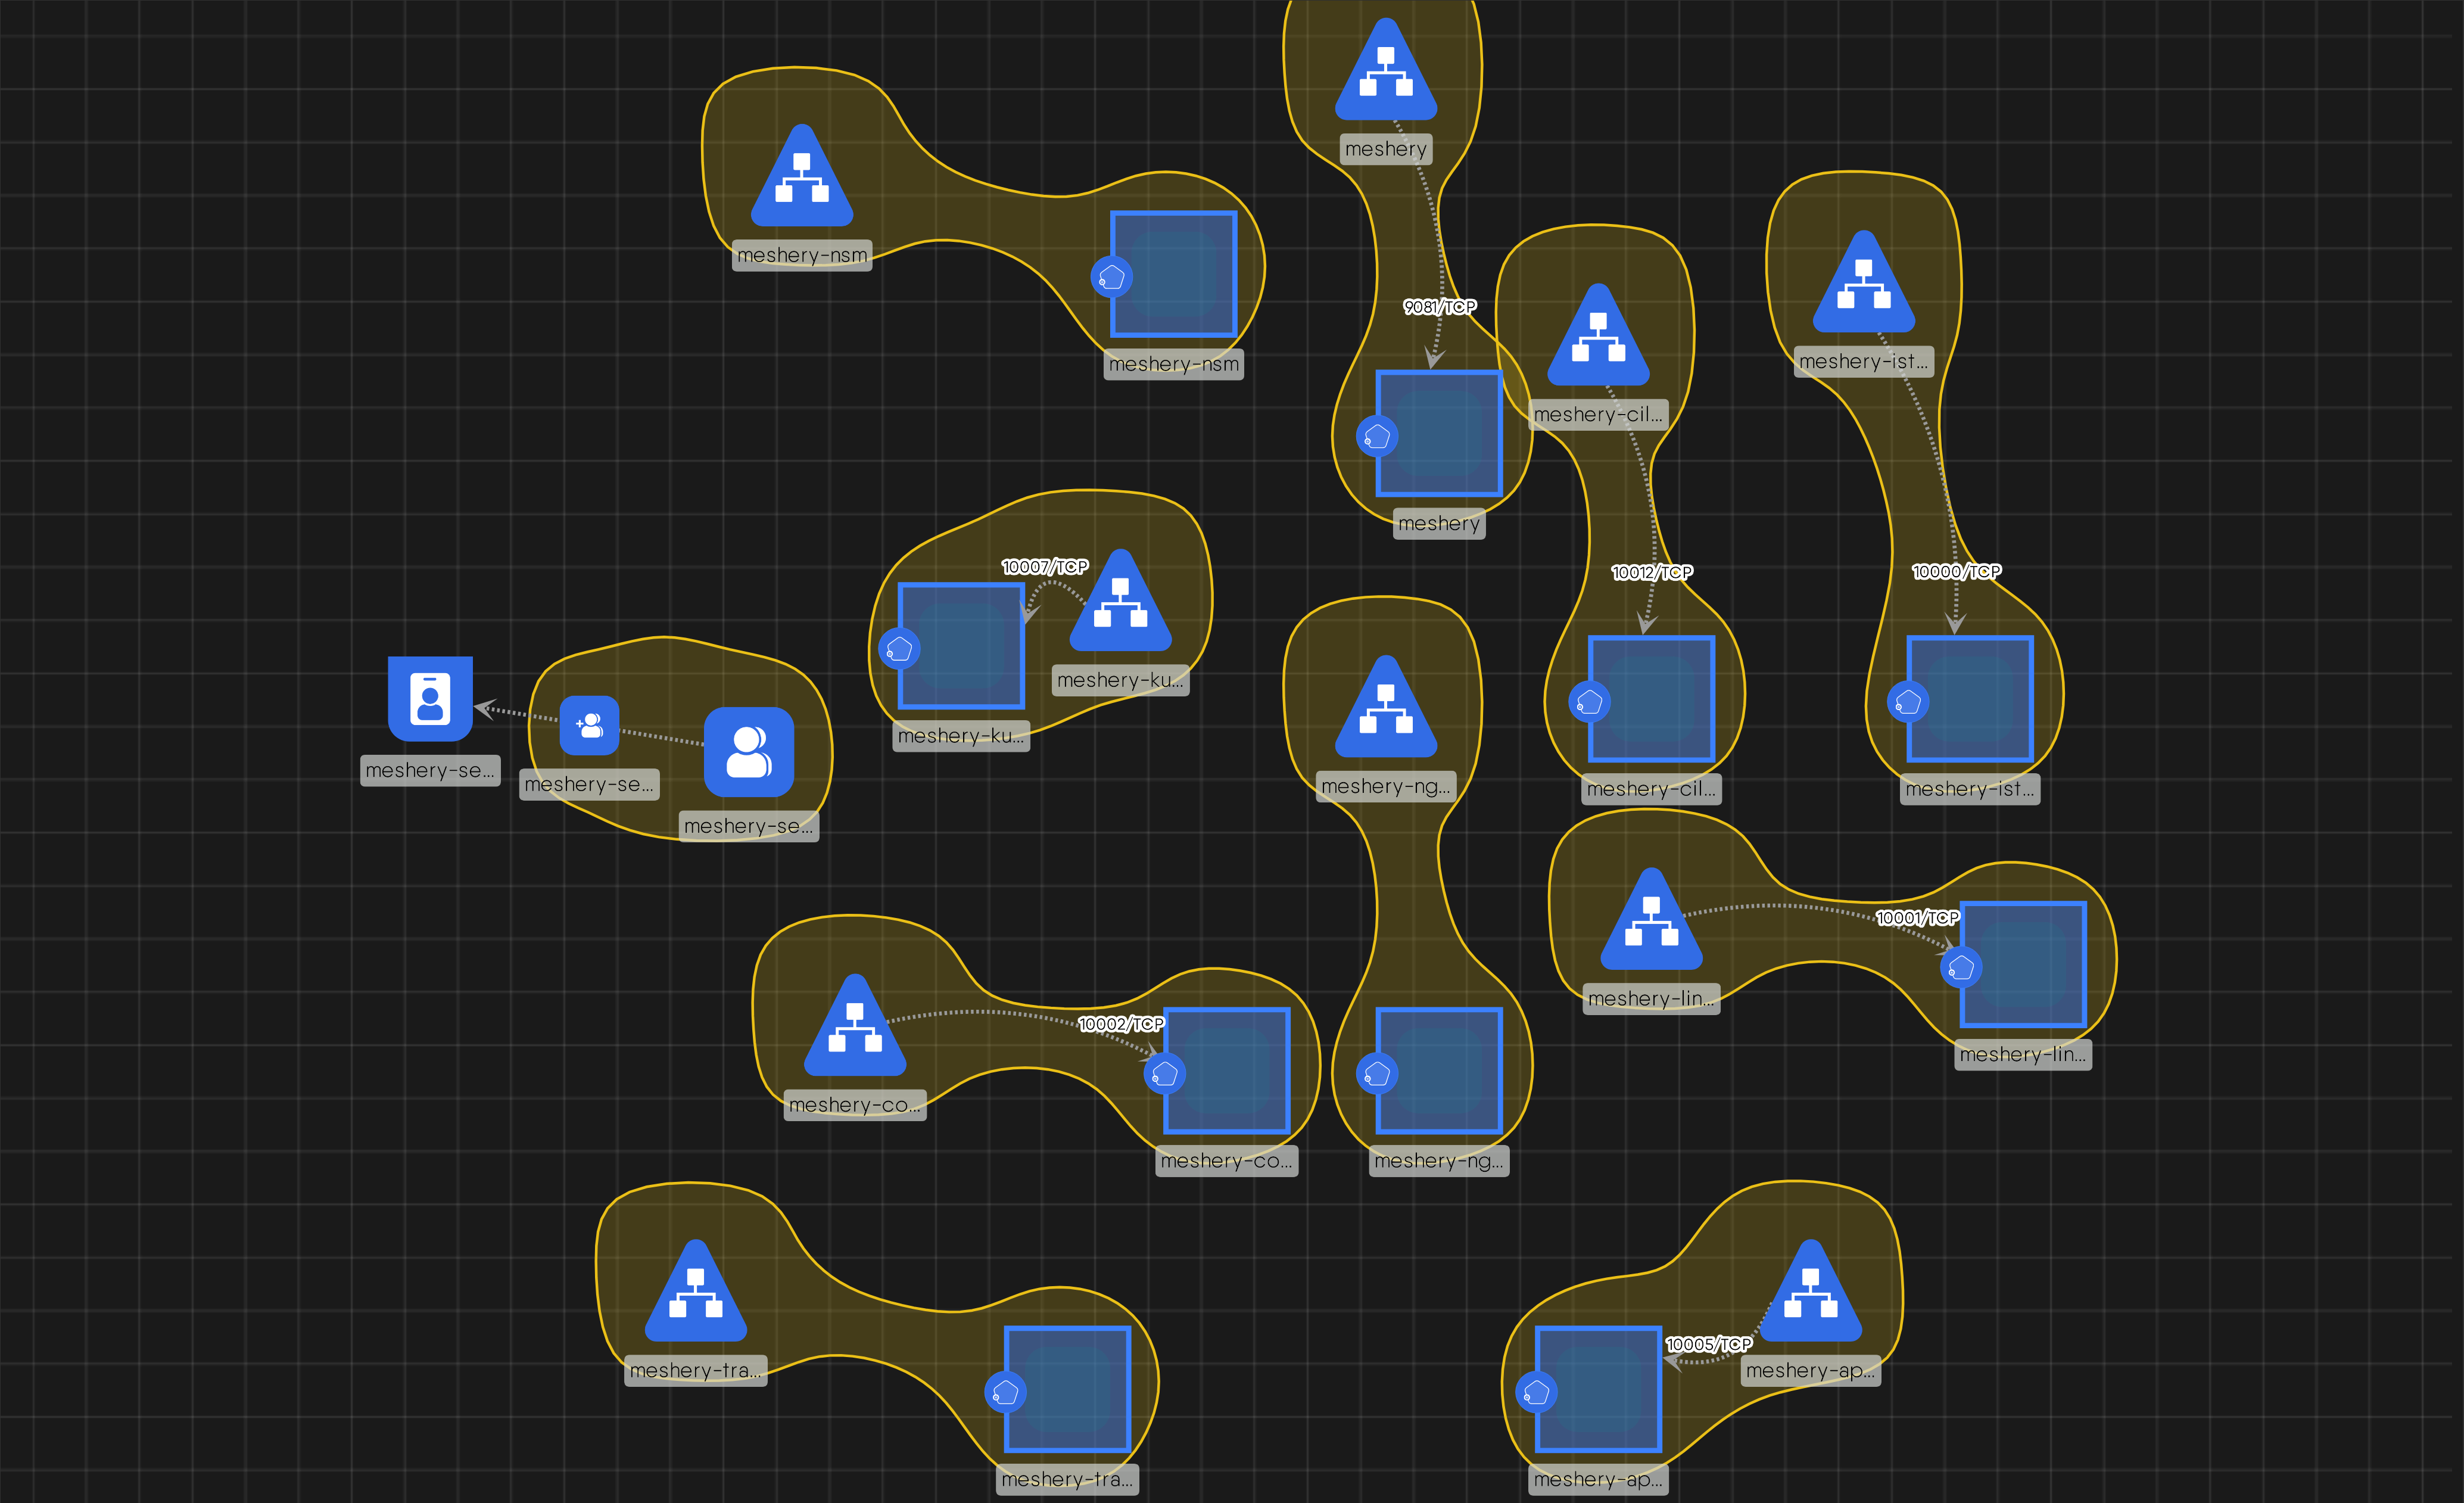 meshery
meshery-nsm
9081/TCP
meshery-ist...
meshery-nsm
meshery-cil...
meshery
10007/TCP
10012/TCP
10000/TCP
meshery-ku...
meshery-ku...
meshery-se...
meshery-se...
meshery-se...
meshery-ng...
meshery-cil...
meshery-ist...
10001/TCP
meshery-lin...
10002/TCP
meshery-lin...
meshery-co...
meshery-co...
meshery-ng...
10005/TCP
meshery-tra...
meshery-ap...
meshery-tra...
meshery-ap...